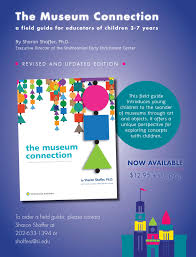 The Museum Connection
a field guide for educators of children 3-7 years
By Sharon Shaffer, Ph.D.
Executive Director of the Smithsonian Early Enrichment Center
• REVISED AND UPDATED EDITION •
the museum
connection
by Sharon Shaffer, Ph.D.
This field guide
introduces young
children to the wonder
of museums through art
and objects. It offers a
unique perspective for
exploring concepts with
children.
NOW AVAILABLE
$12.95
To order a field guide, please contact
Sharon Shaffer at
202-633-1394 or
shaffers@si.edu